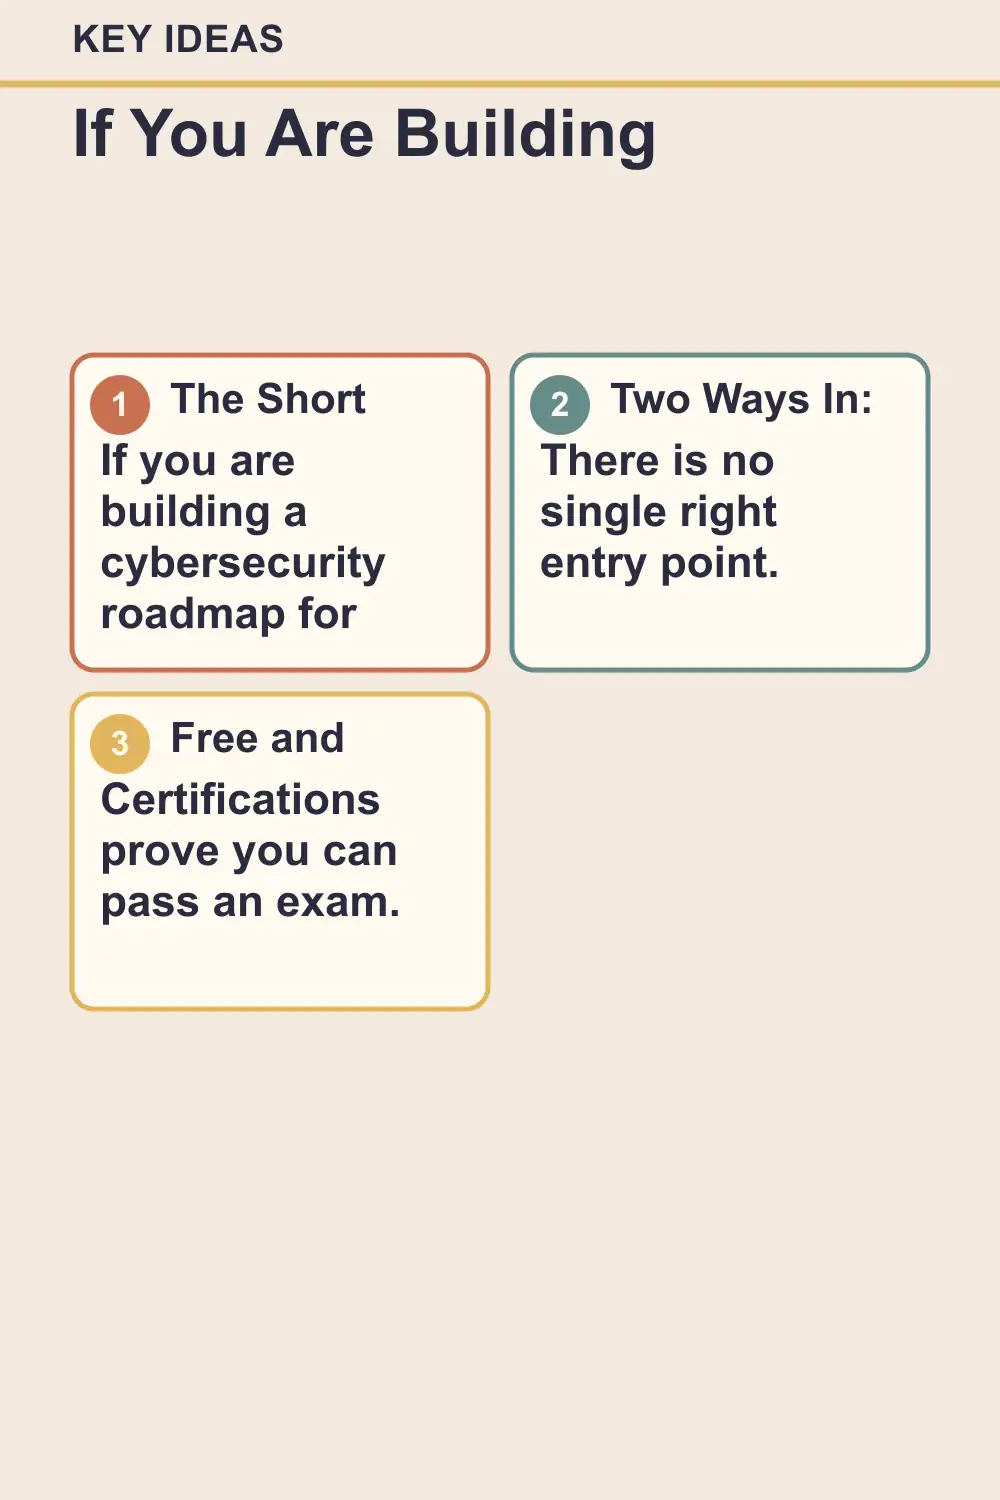 KEY IDEAS
If You Are Building
1 The Short
If you are
building a
cybersecurity
roadmap for
2 Two Ways In:
There is no
single right
entry point.
3 Free and
Certifications
prove you can
pass an exam.